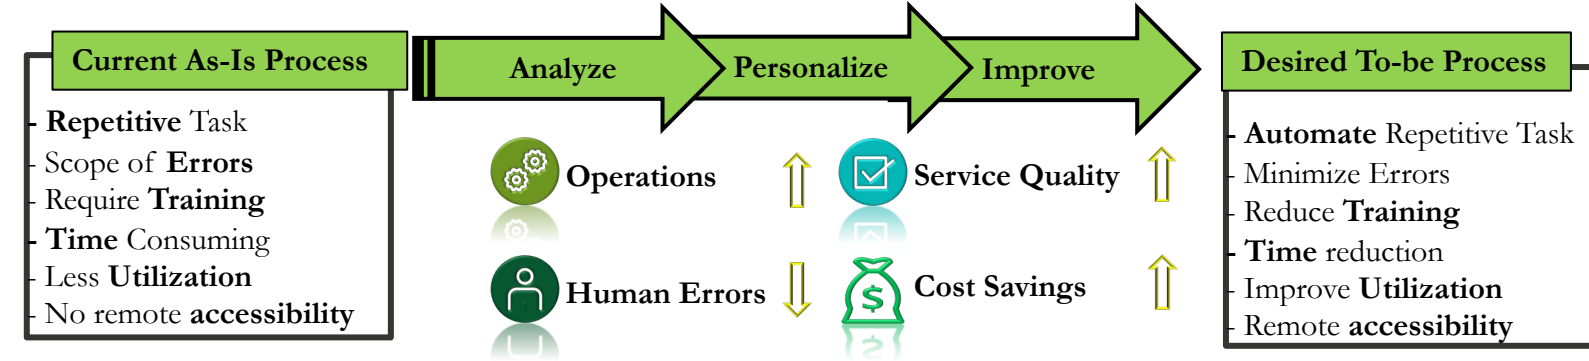 Current As-Is Process
- Repetitive Task
- Scope of Errors
- Require Training
- Time Consuming
- Less Utilization
- No remote accessibility
Analyze
Personalize
Improve
Operations
Service Quality
Human Errors
Cost Savings
$
Desired To-be Process
- Automate Repetitive Task
- Minimize Errors
- Reduce Training
- Time reduction
- Improve Utilization
- Remote accessibility